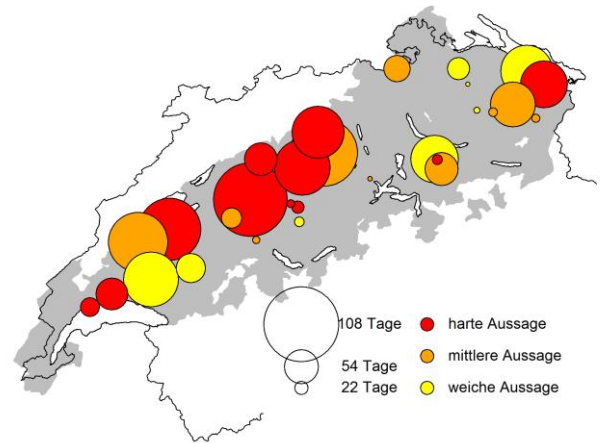 108 Tage
54 Tage
22 Tage
harte Aussage
mittlere Aussage
weiche Aussage